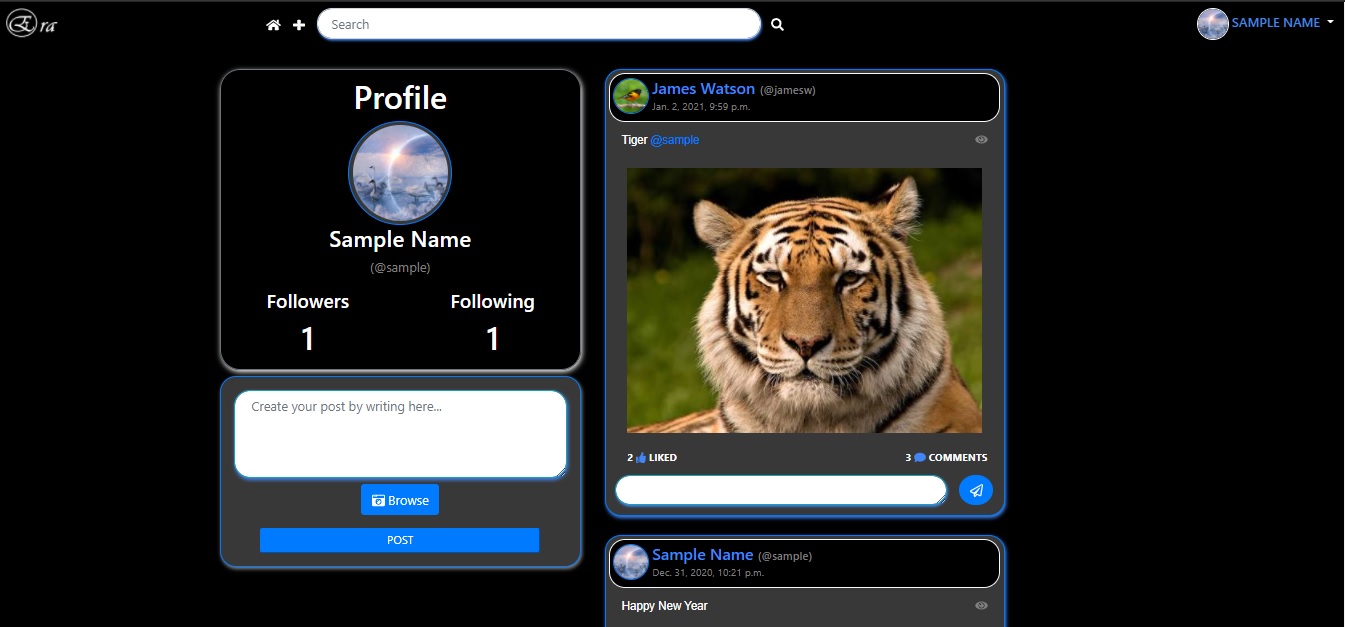 Era
Search
SAMPLE NAME
Profile
Sample Name
(@sample)
Followers Following
1 1
Create your post by writing here...
Browse
POST
James Watson (@jamesw)
Jan. 2, 2021, 9:59 p.m.
Tiger @sample
2 LIKED 3 COMMENTS
Sample Name (@sample)
Dec. 31, 2020, 10:21 p.m.
Happy New Year